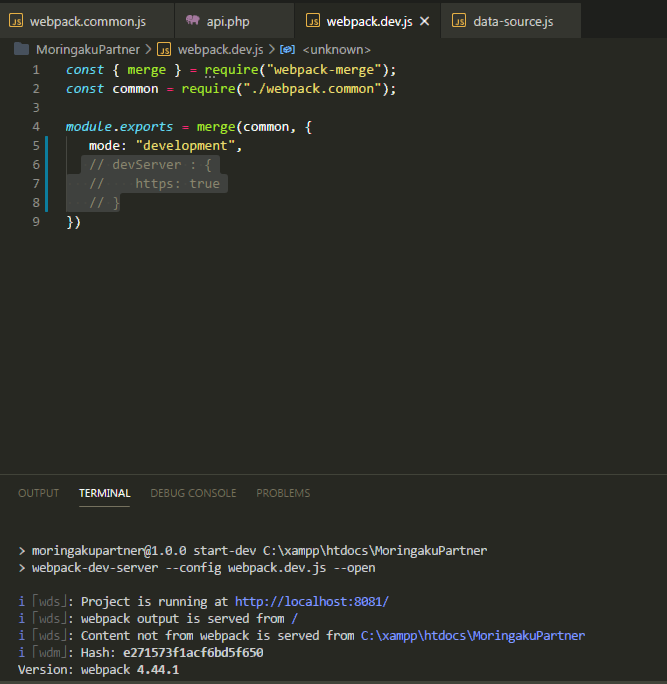 webpack.common.js api.php webpack.dev.js data-source.js
MoringakuPartner > webpack.dev.js > <unknown>
1 const { merge } = require("webpack-merge");
2 const common = require("./webpack.common");
3
4 module.exports = merge(common, {
5 mode: "development",
6 // devServer : {
7 // https: true
8 // }
9 })
OUTPUT TERMINAL DEBUG CONSOLE PROBLEMS
> moringakupartner@1.0.0 start-dev C:\xampp\htdocs\MoringakuPartner
> webpack-dev-server --config webpack.dev.js --open
i ｢wds｣: Project is running at http://localhost:8081/
i ｢wds｣: webpack output is served from /
i ｢wds｣: Content not from webpack is served from C:\xampp\htdocs\MoringakuPartner
i ｢wdm｣: Hash: e271573f1acf6bd5f650
Version: webpack 4.44.1